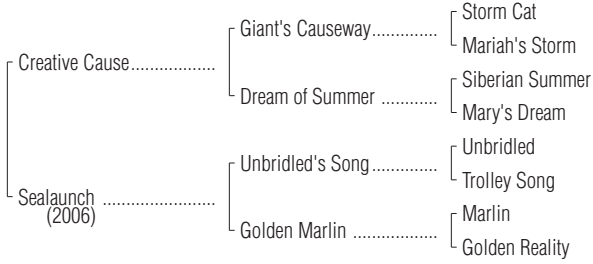 Storm Cat
Giant's Causeway..............
Mariah's Storm
Creative Cause..................
Siberian Summer
Dream of Summer ............
Mary's Dream
Unbridled
Unbridled's Song..............
Trolley Song
Sealaunch ........................
(2006)
Marlin
Golden Marlin ..................
Golden Reality